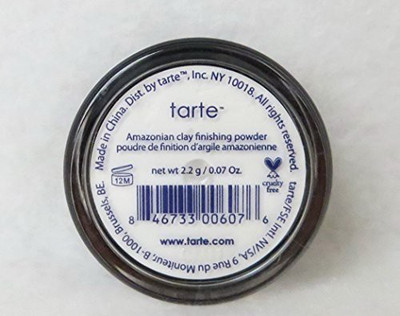 Made in China. Dist. by tarte™, Inc. NY 10018. All rights reserved.
tarte™
Amazonian clay finishing powder
poudre de finition d'argile amazonienne
net wt 2.2 g / 0.07 Oz.
12M
cruelty
free
8 46733 00607 6
www.tarte.com
tarte/FSE Intl. NV/SA, 9 Rue du Moniteur, B-1000, Brussels, BE.